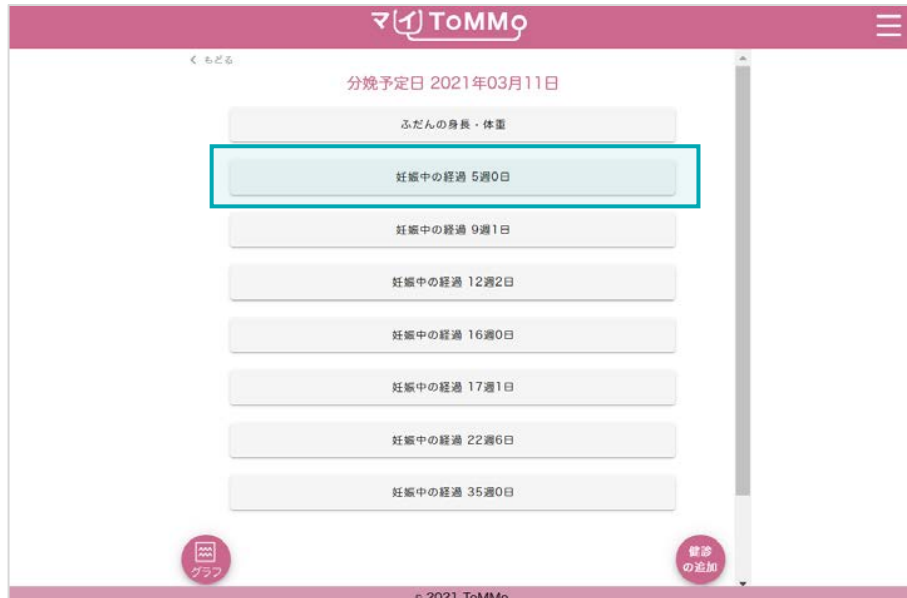 マイToMMo
< もどる
分娩予定日 2021年03月11日
ふだんの身長・体重
妊娠中の経過 5週0日
妊娠中の経過 9週1日
妊娠中の経過 12週2日
妊娠中の経過 16週0日
妊娠中の経過 17週1日
妊娠中の経過 22週6日
妊娠中の経過 35週0日
グラフ
健診
の追加
© 2021 ToMMo